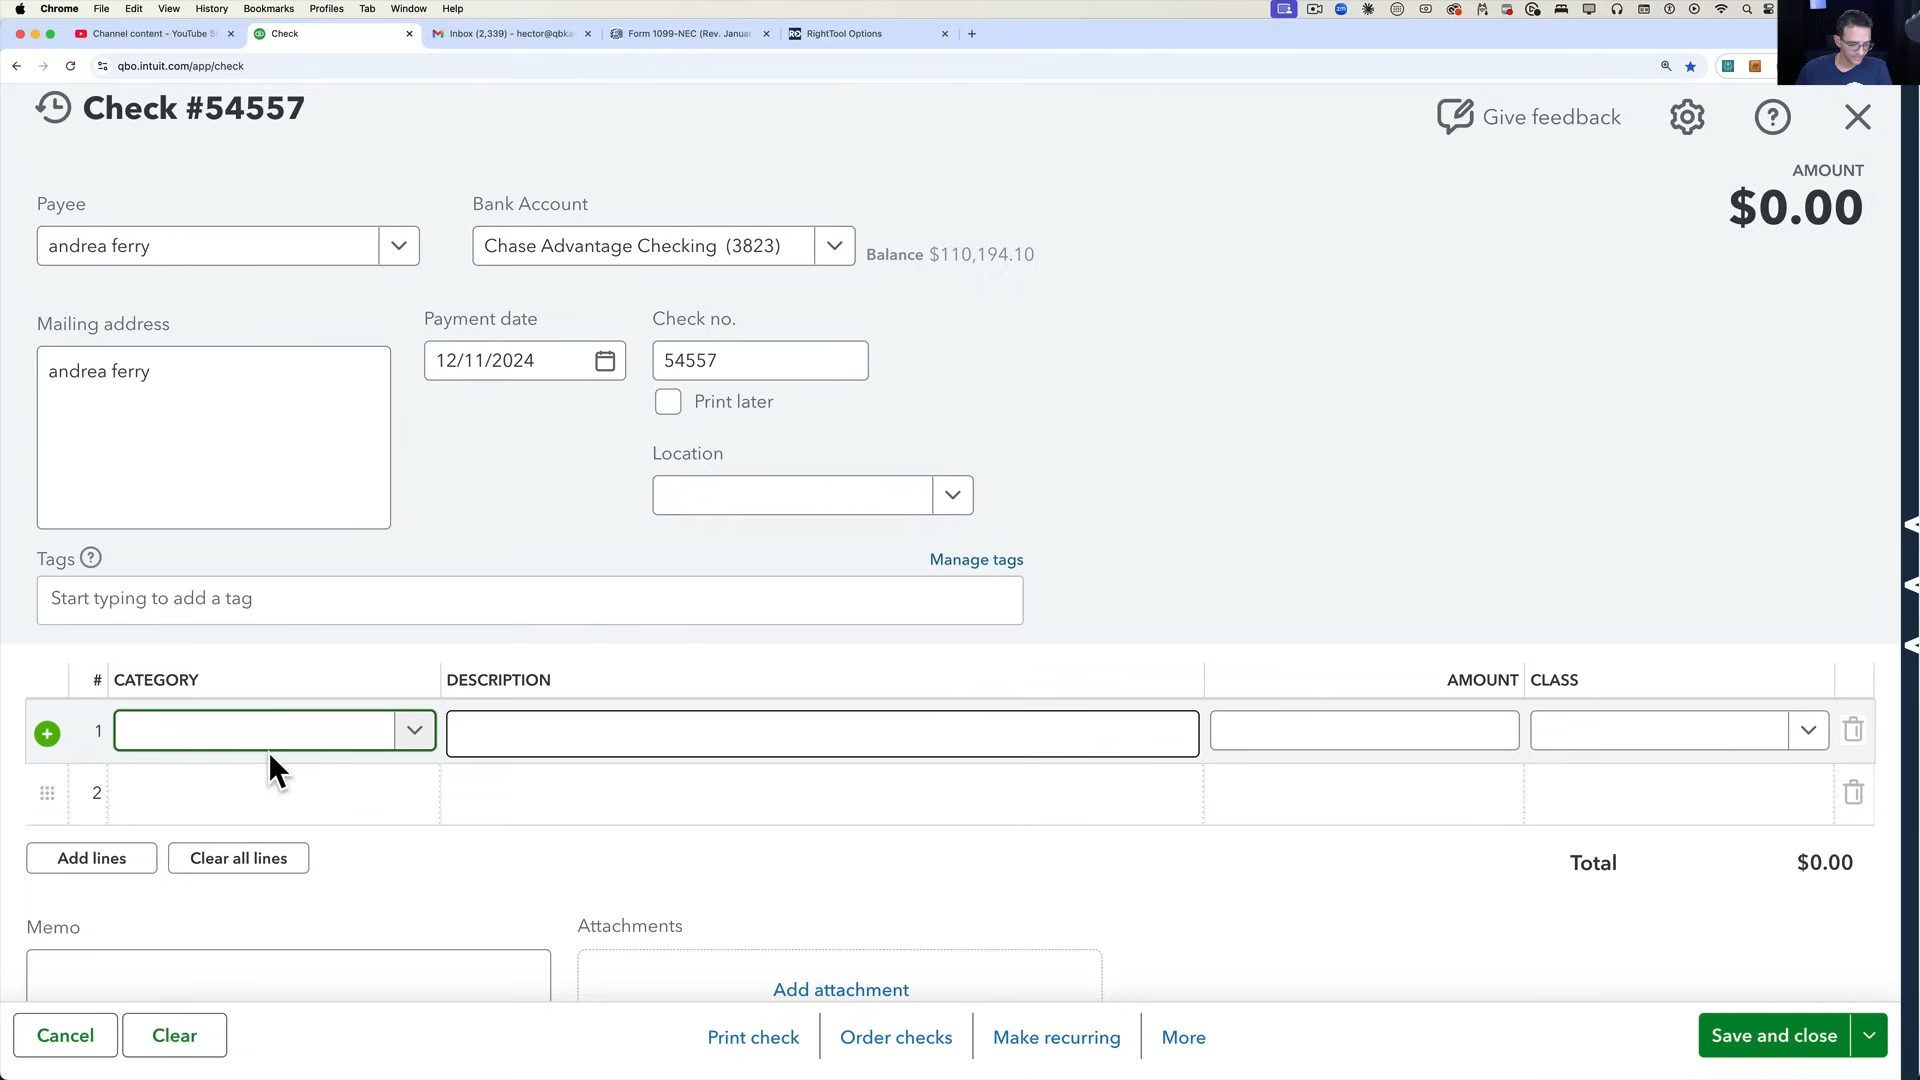 Chrome File Edit View History Bookmarks Profiles Tab Window Help
Channel content - YouTube S Check Inbox (2,339) - hector@qbka Form 1099-NEC (Rev. Januar RightTool Options
qbo.intuit.com/app/check
Check #54557
Give feedback
AMOUNT
$0.00
Payee
Bank Account
andrea ferry
Chase Advantage Checking (3823)
Balance $110,194.10
Mailing address
Payment date
Check no.
andrea ferry
12/11/2024
54557
Print later
Location
Tags
Manage tags
Start typing to add a tag
# CATEGORY DESCRIPTION AMOUNT CLASS
1
2
Add lines Clear all lines
Total $0.00
Memo
Attachments
Add attachment
Cancel Clear Print check Order checks Make recurring More Save and close